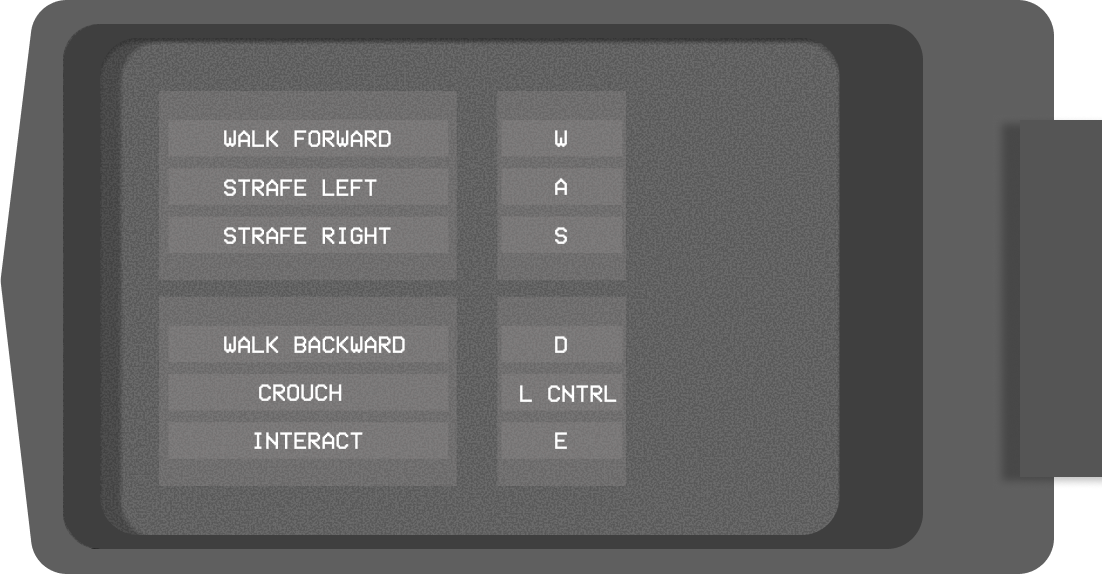 WALK FORWARD W
STRAFE LEFT A
STRAFE RIGHT S
WALK BACKWARD D
CROUCH L CNTRL
INTERACT E